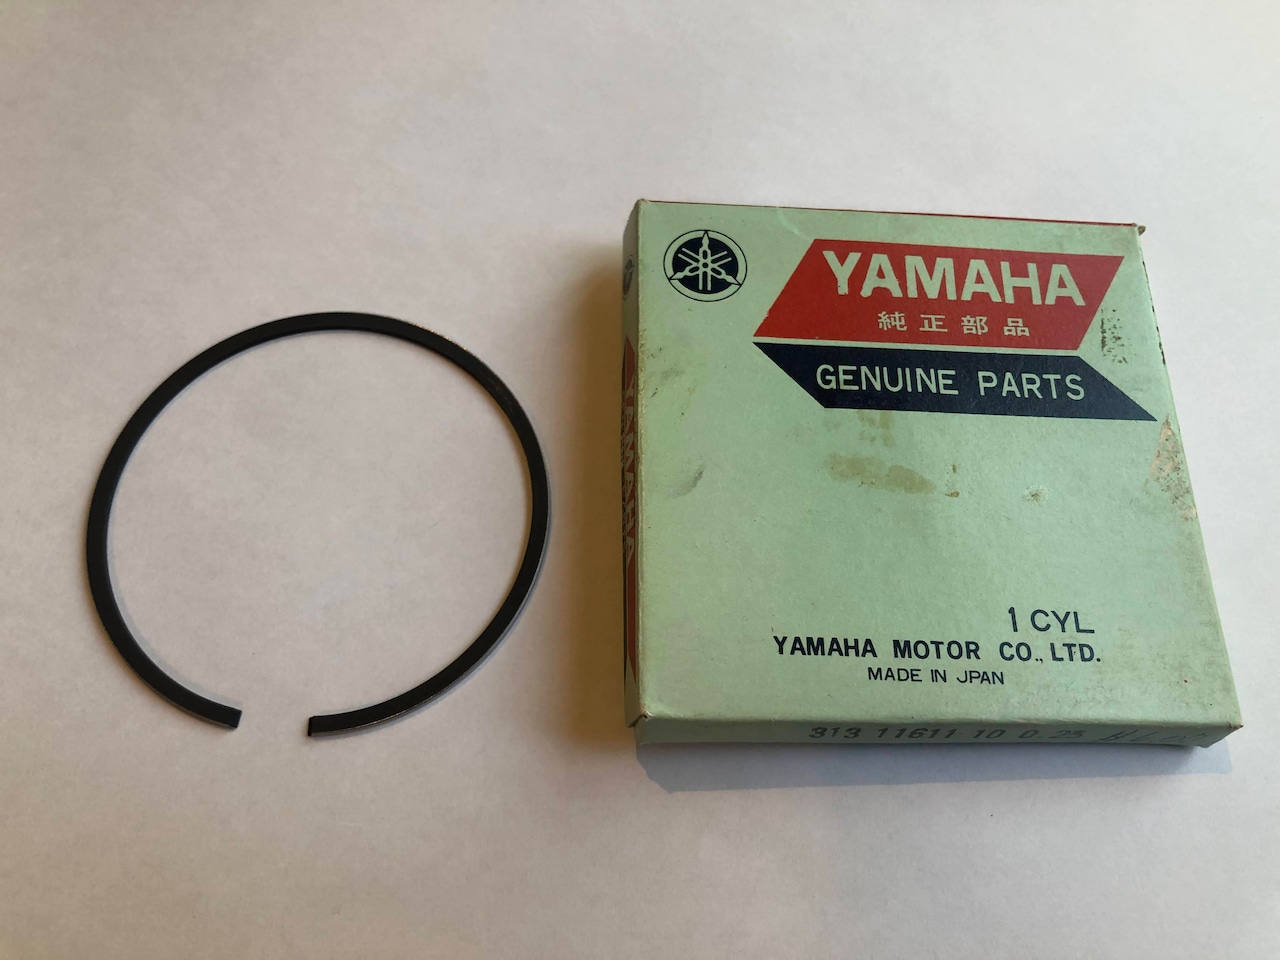 YAMAHA
純正部品
GENUINE PARTS
1 CYL
YAMAHA MOTOR CO., LTD.
MADE IN JPAN
313 11611 10 0.25
YAMAHA